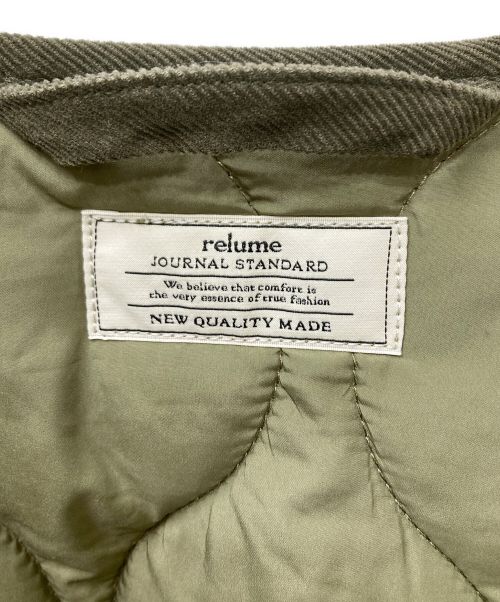 relume
JOURNAL STANDARD
We believe that comfort is
the very essence of true fashion
NEW QUALITY MADE